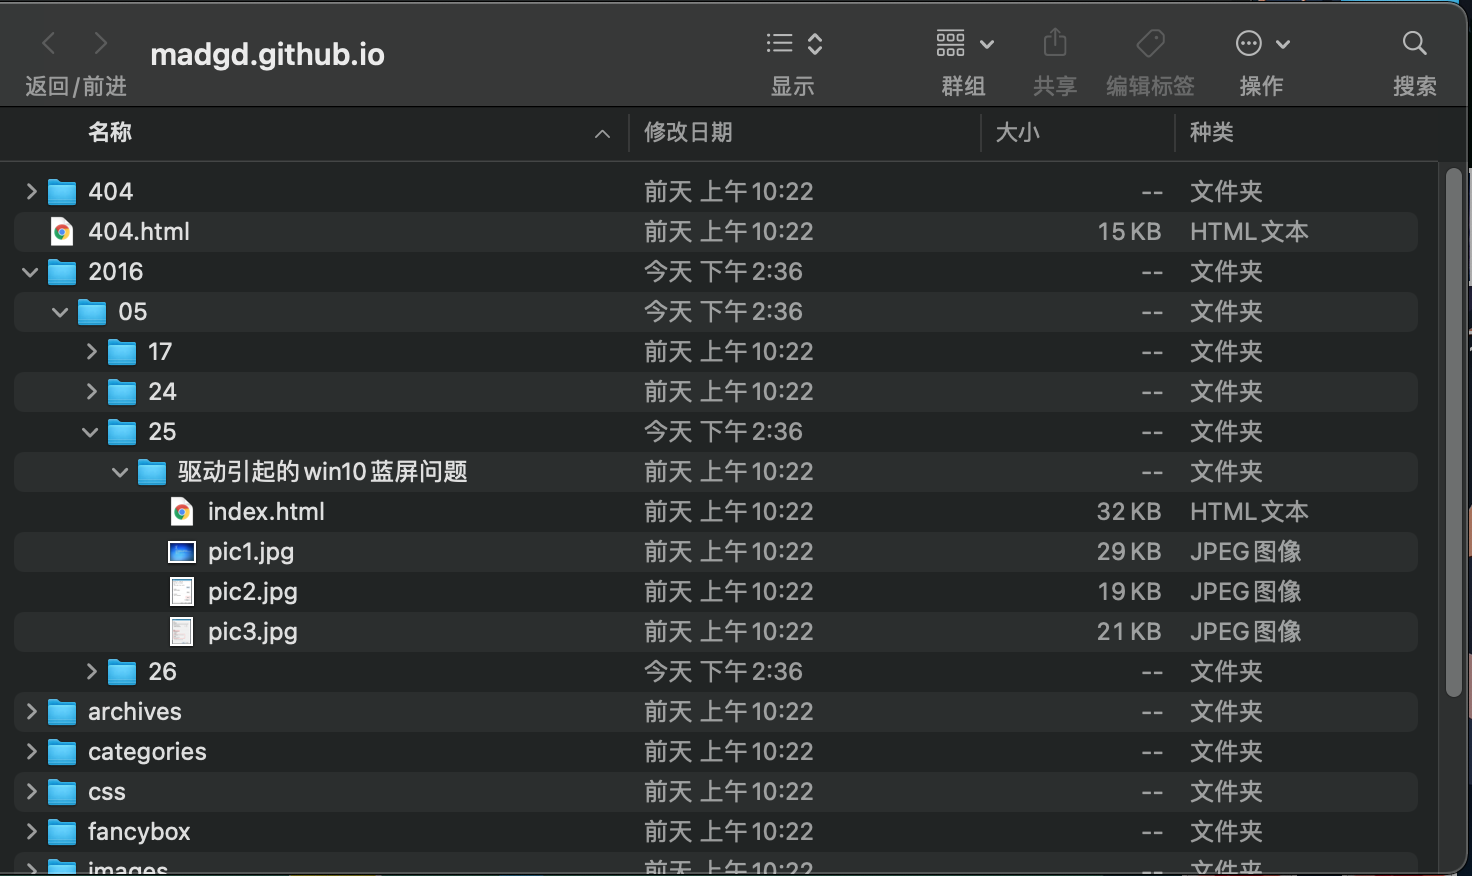 madgd.github.io
返回/前进
显示
群组
共享
编辑标签
操作
搜索
名称 修改日期 大小 种类
404 前天 上午10:22 -- 文件夹
404.html 前天 上午10:22 15 KB HTML文本
2016 今天 下午2:36 -- 文件夹
05 今天 下午2:36 -- 文件夹
17 前天 上午10:22 -- 文件夹
24 前天 上午10:22 -- 文件夹
25 今天 下午2:36 -- 文件夹
驱动引起的win10蓝屏问题 前天 上午10:22 -- 文件夹
index.html 前天 上午10:22 32 KB HTML文本
pic1.jpg 前天 上午10:22 29 KB JPEG图像
pic2.jpg 前天 上午10:22 19 KB JPEG图像
pic3.jpg 前天 上午10:22 21 KB JPEG图像
26 今天 下午2:36 -- 文件夹
archives 前天 上午10:22 -- 文件夹
categories 前天 上午10:22 -- 文件夹
css 前天 上午10:22 -- 文件夹
fancybox 前天 上午10:22 -- 文件夹
images 前天 上午10:22 -- 文件夹